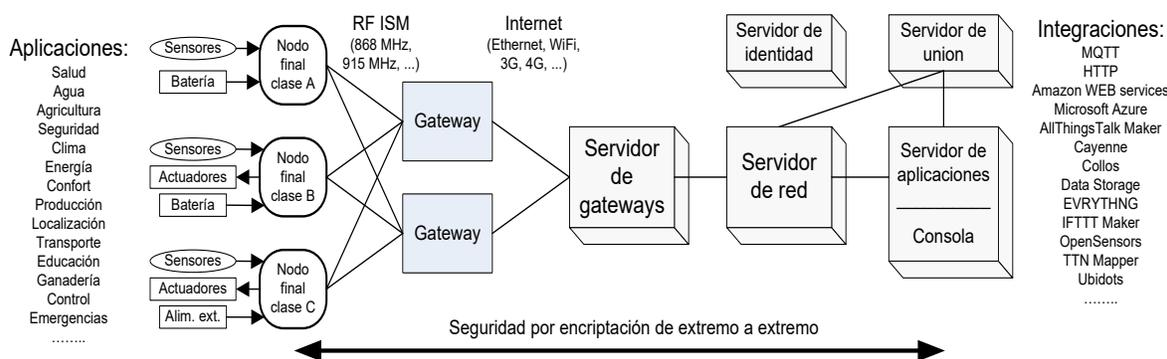 Aplicaciones:
Salud
Agua
Agricultura
Seguridad
Clima
Energía
Confort
Producción
Localización
Transporte
Educación
Ganadería
Control
Emergencias
........
Sensores
Batería
Nodo
final
clase A
Sensores
Actuadores
Batería
Nodo
final
clase B
Sensores
Actuadores
Alim. ext.
Nodo
final
clase C
RF ISM
(868 MHz,
915 MHz, ...)
Gateway
Gateway
Internet
(Ethernet, WiFi,
3G, 4G, ...)
Servidor
de
gateways
Servidor de
identidad
Servidor
de red
Servidor de
union
Servidor de
aplicaciones
Consola
Integraciones:
MQTT
HTTP
Amazon WEB services
Microsoft Azure
AllThingsTalk Maker
Cayenne
Collos
Data Storage
EVRYTHNG
IFTTT Maker
OpenSensors
TTN Mapper
Ubidots
........
Seguridad por encriptación de extremo a extremo